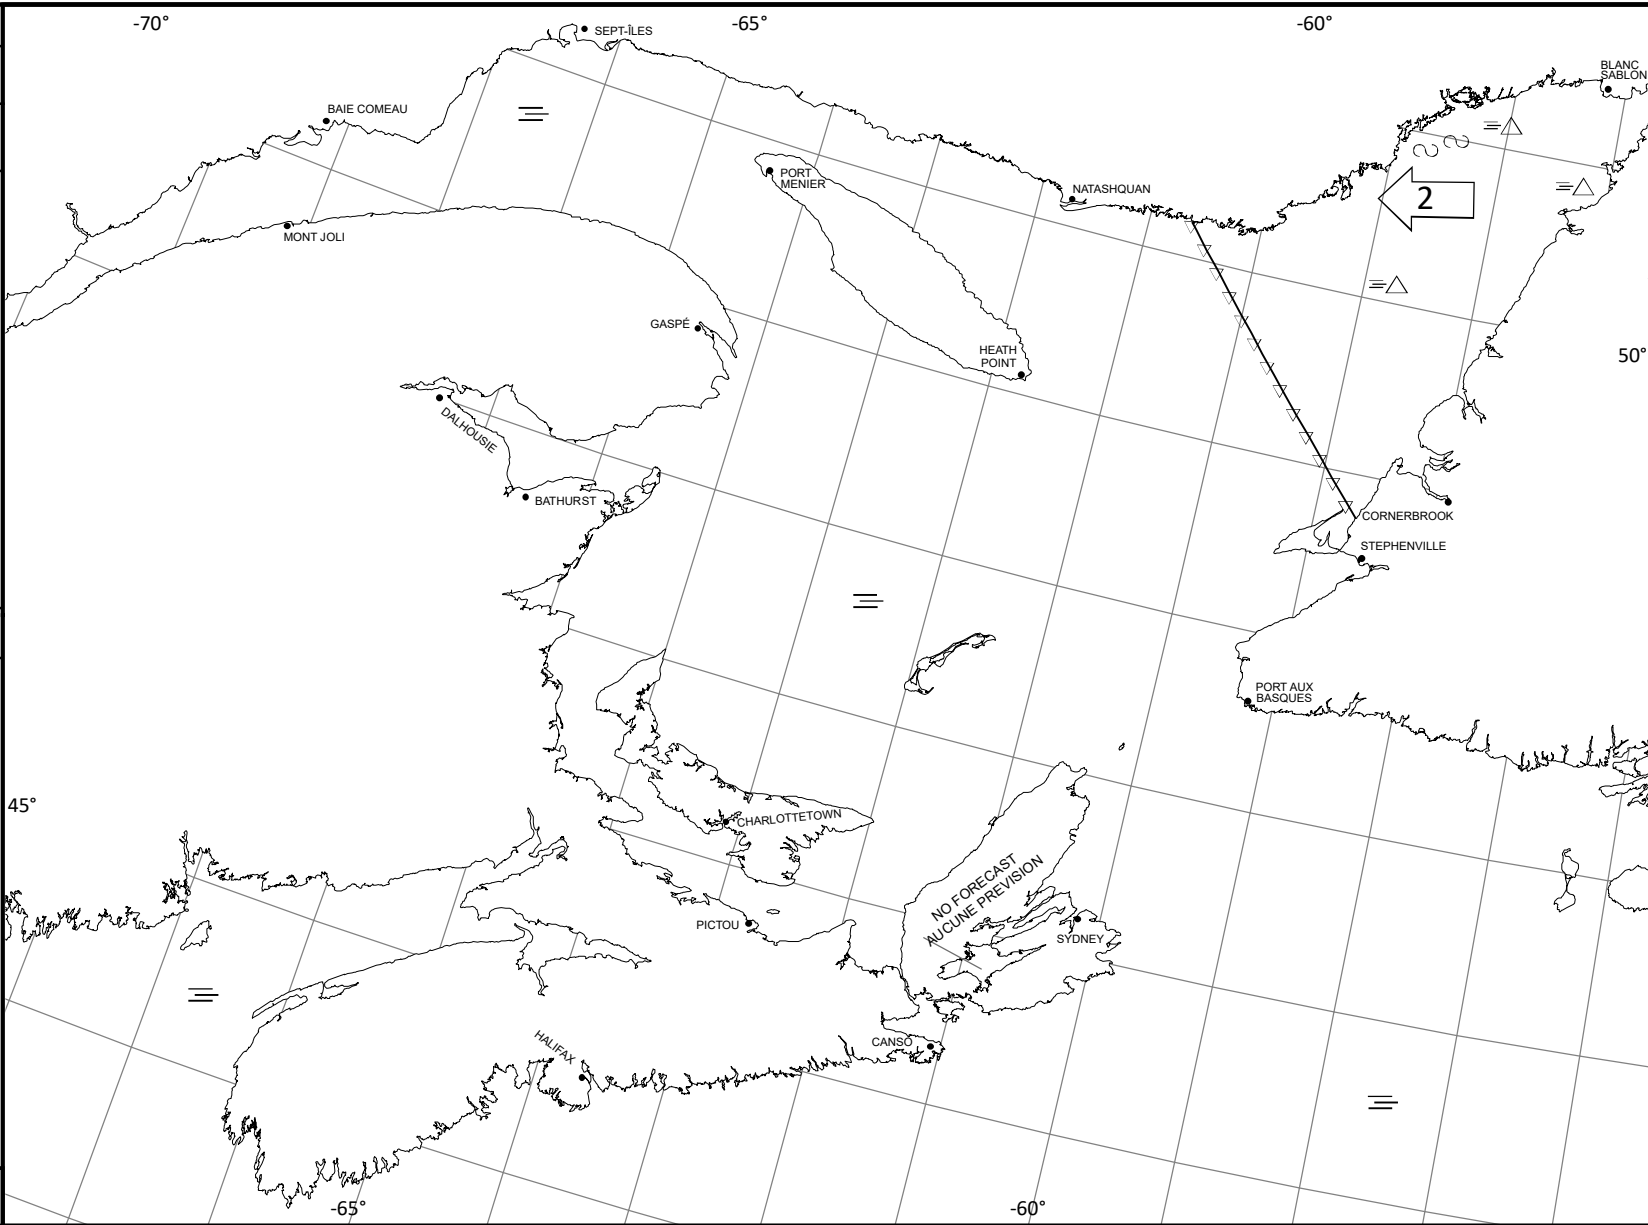 -70°
-65°
-60°
SEPT-ÎLES
BLANC
SABLON
BAIE COMEAU
PORT
MENIER
NATASHQUAN
2
MONT JOLI
GASPÉ
HEATH
POINT
50°
DALHOUSIE
BATHURST
CORNERBROOK
STEPHENVILLE
PORT AUX
BASQUES
45°
CHARLOTTETOWN
NO FORECAST
AUCUNE PREVISION
PICTOU
SYDNEY
HALIFAX
CANSO
-65°
-60°